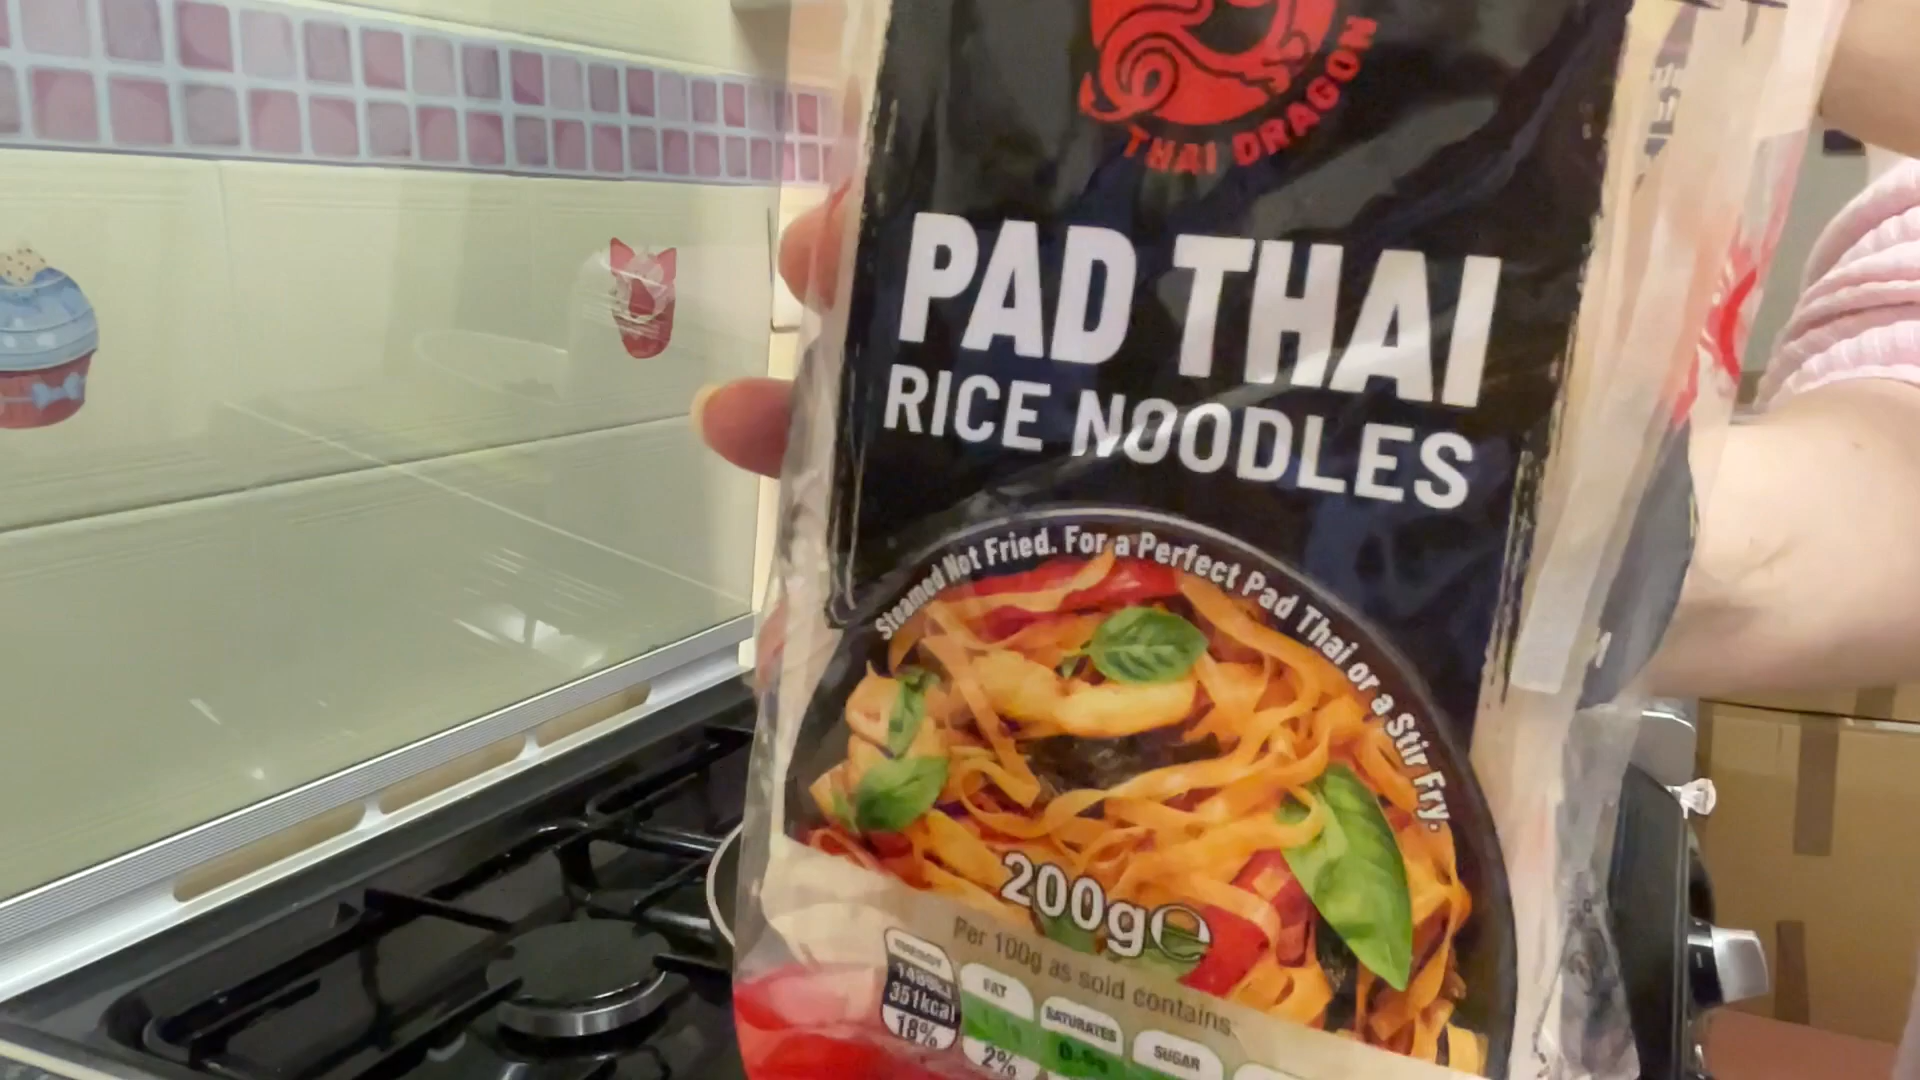 THAI DRAGON
PAD THAI
RICE NOODLES
Steamed Not Fried. For a Perfect Pad Thai or a Stir Fry.
200g℮
Per 100g as sold contains:
ENERGY
351kcal
18%
FAT
2%
SATURATES
SUGAR